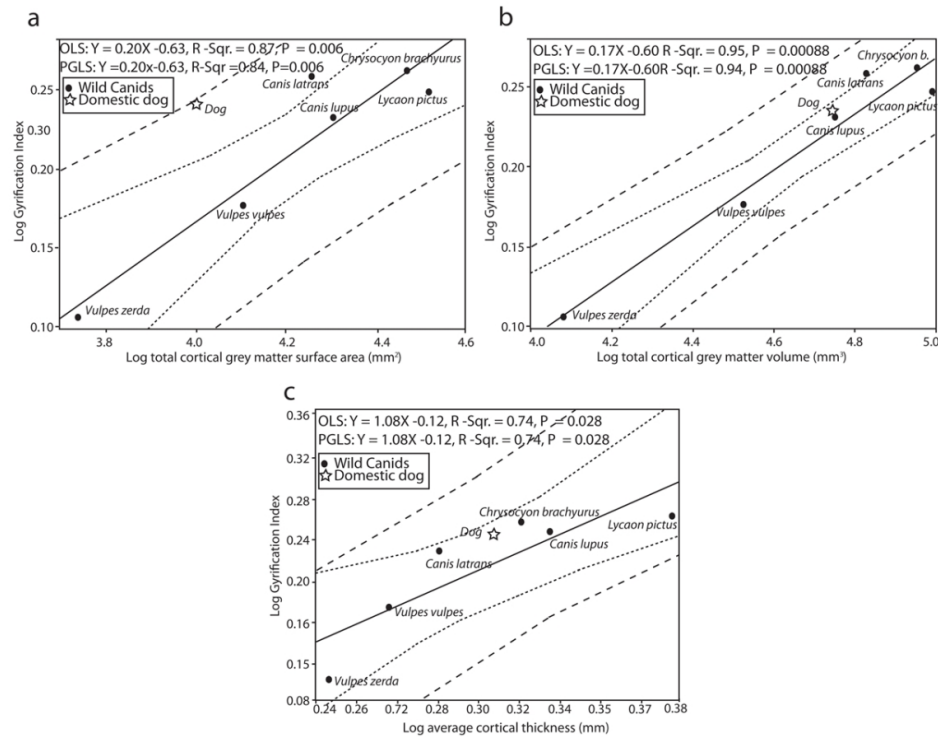 a
OLS: Y = 0.20X -0.63, R -Sqr. = 0.87, P = 0.006
PGLS: Y=0.20x-0.63, R-Sqr=0.84, P=0.006
Wild Canids
Domestic dog
Chrysocyon brachyurus
Canis latrans
Lycaon pictus
Dog
Canis lupus
Vulpes vulpes
Vulpes zerda
Log Gyrification Index
0.25
0.30
0.20
0.15
0.10
3.8
4.0
4.2
4.4
4.6
Log total cortical grey matter surface area (mm²)
b
OLS: Y = 0.17X -0.60 R -Sqr. = 0.95, P = 0.00088
PGLS: Y=0.17X-0.60R -Sqr. = 0.94, P = 0.00088
Wild Canids
Domestic dog
Chrysocyon b.
Canis latrans
Lycaon pictus
Dog
Canis lupus
Vulpes vulpes
Vulpes zerda
Log Gyrification Index
0.25
0.20
0.15
0.10
4.0
4.2
4.4
4.6
4.8
5.0
Log total cortical grey matter volume (mm³)
c
OLS: Y = 1.08X -0.12, R -Sqr. = 0.74, P = 0.028
PGLS: Y = 1.08X -0.12, R -Sqr. = 0.74, P = 0.028
Wild Canids
Domestic dog
Chrysocyon brachyurus
Lycaon pictus
Dog
Canis lupus
Canis latrans
Vulpes vulpes
Vulpes zerda
Log Gyrification Index
0.36
0.32
0.28
0.24
0.20
0.16
0.15
0.08
0.24
0.26
0.72
0.30
0.28
0.32
0.34
0.36
0.37
0.38
Log average cortical thickness (mm)